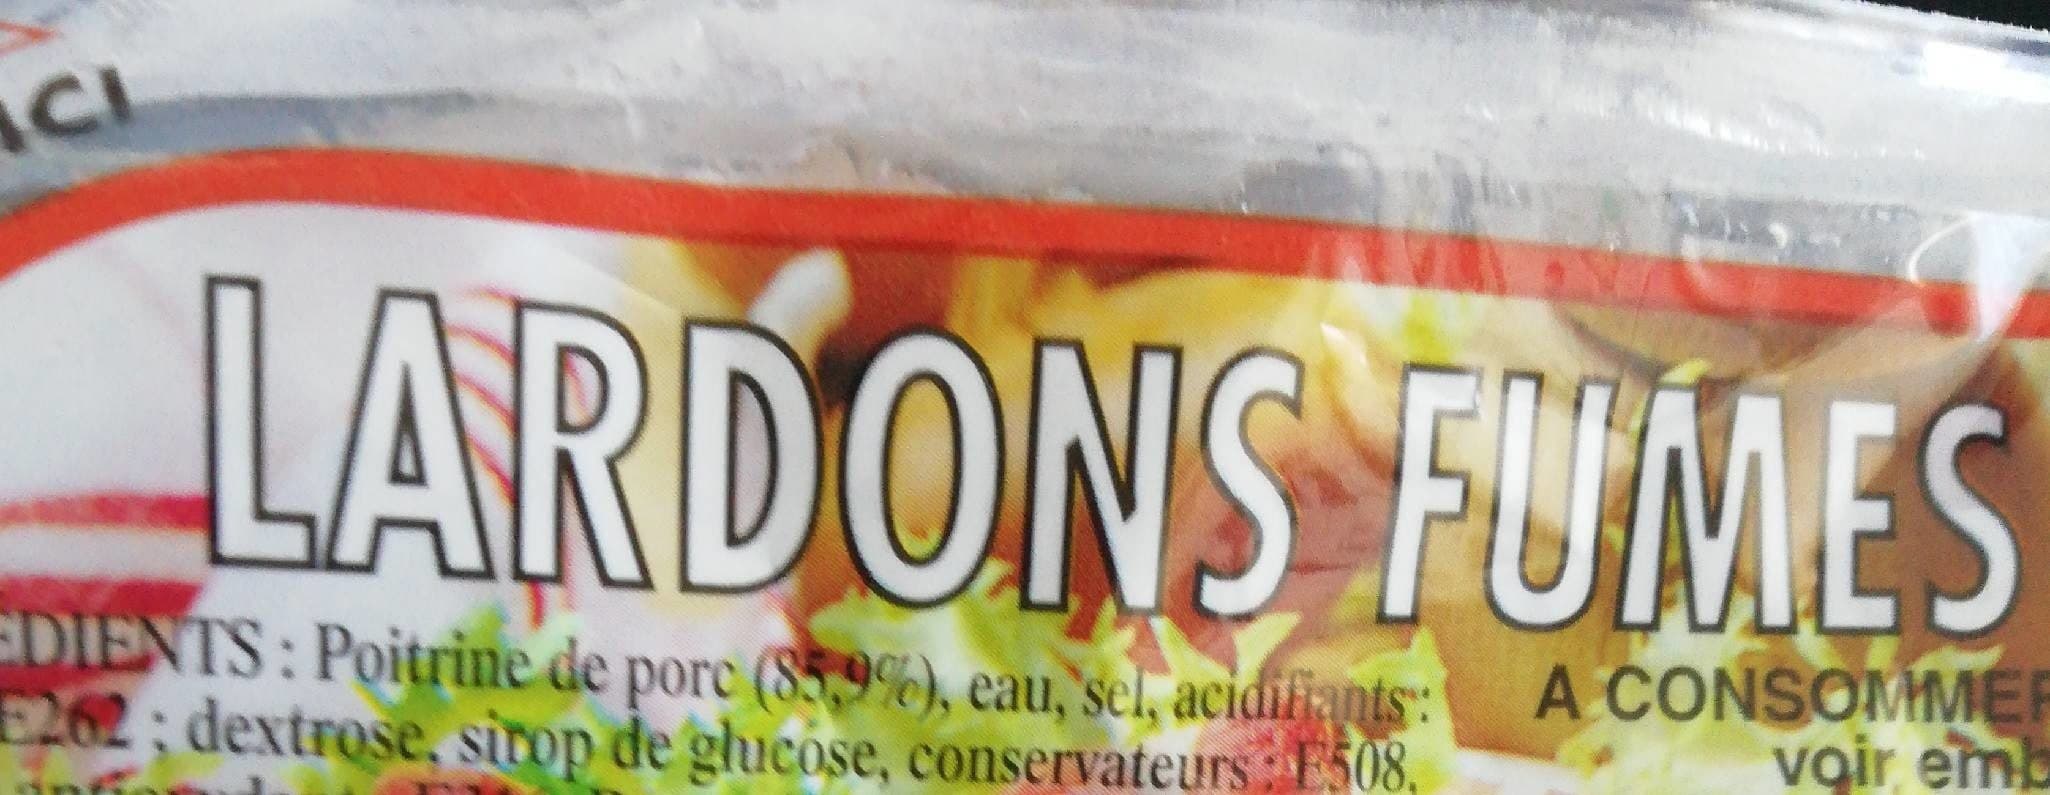 ICI
LARDONS FUMES
EDIENTS : Poitrine de porc (85,9%), eau, sel, acidifiants :
E262 ; dextrose, sirop de glucose, conservateurs : E508,
A CONSOMMER
voir emb